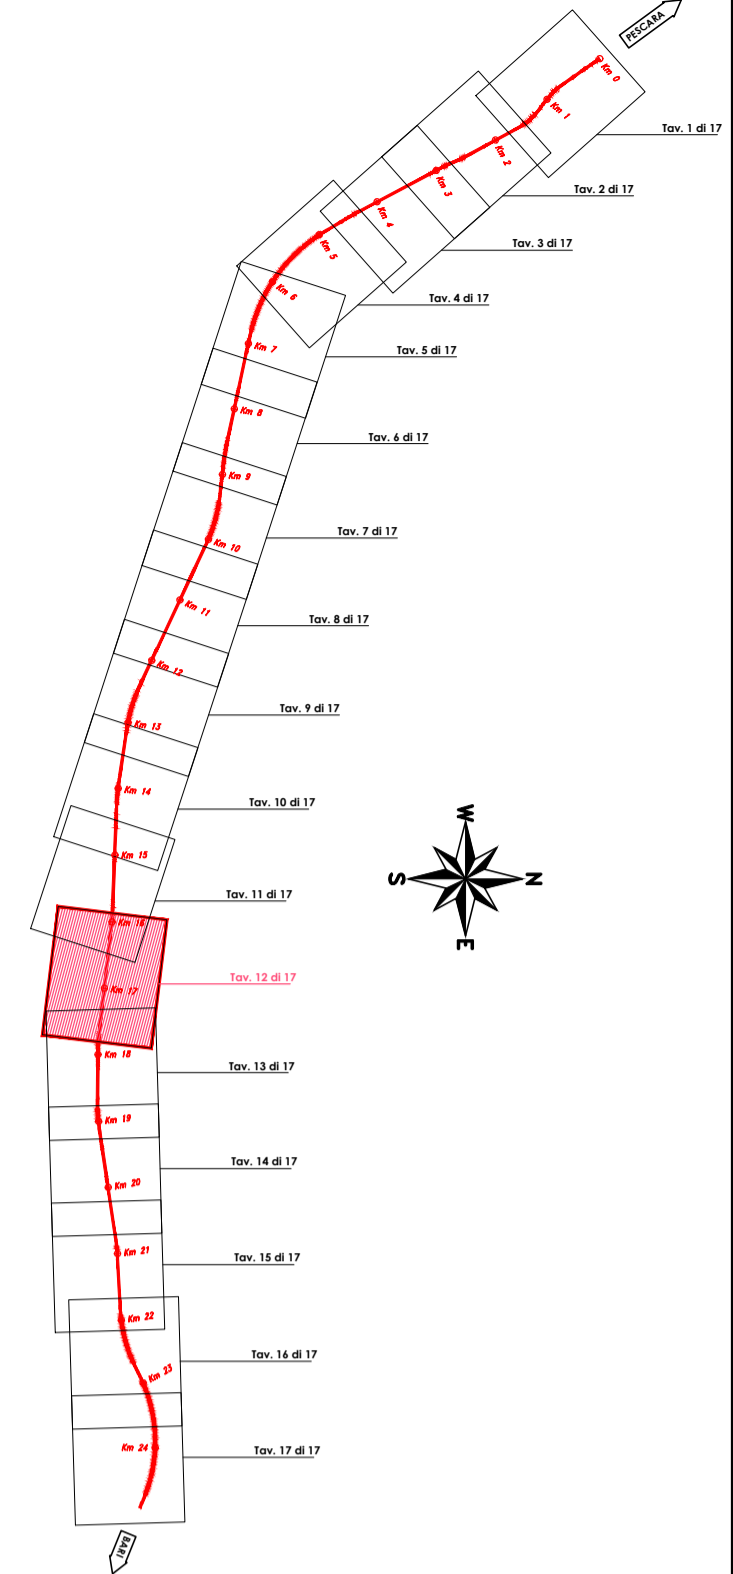 PESCARA
Km 0
Km 1
Tav. 1 di 17
Km 2
Km 3
Tav. 2 di 17
Km 4
Km 5
Tav. 3 di 17
Km 6
Tav. 4 di 17
Km 7
Tav. 5 di 17
Km 8
Tav. 6 di 17
Km 9
Tav. 7 di 17
Km 10
Km 11
Tav. 8 di 17
Km 12
Tav. 9 di 17
Km 13
Km 14
Tav. 10 di 17
W
Km 15
S
N
Tav. 11 di 17
Km 16
E
Tav. 12 di 17
Km 17
Km 18
Tav. 13 di 17
Km 19
Tav. 14 di 17
Km 20
Km 21
Tav. 15 di 17
Km 22
Tav. 16 di 17
Km 23
Km 24
Tav. 17 di 17
BARI